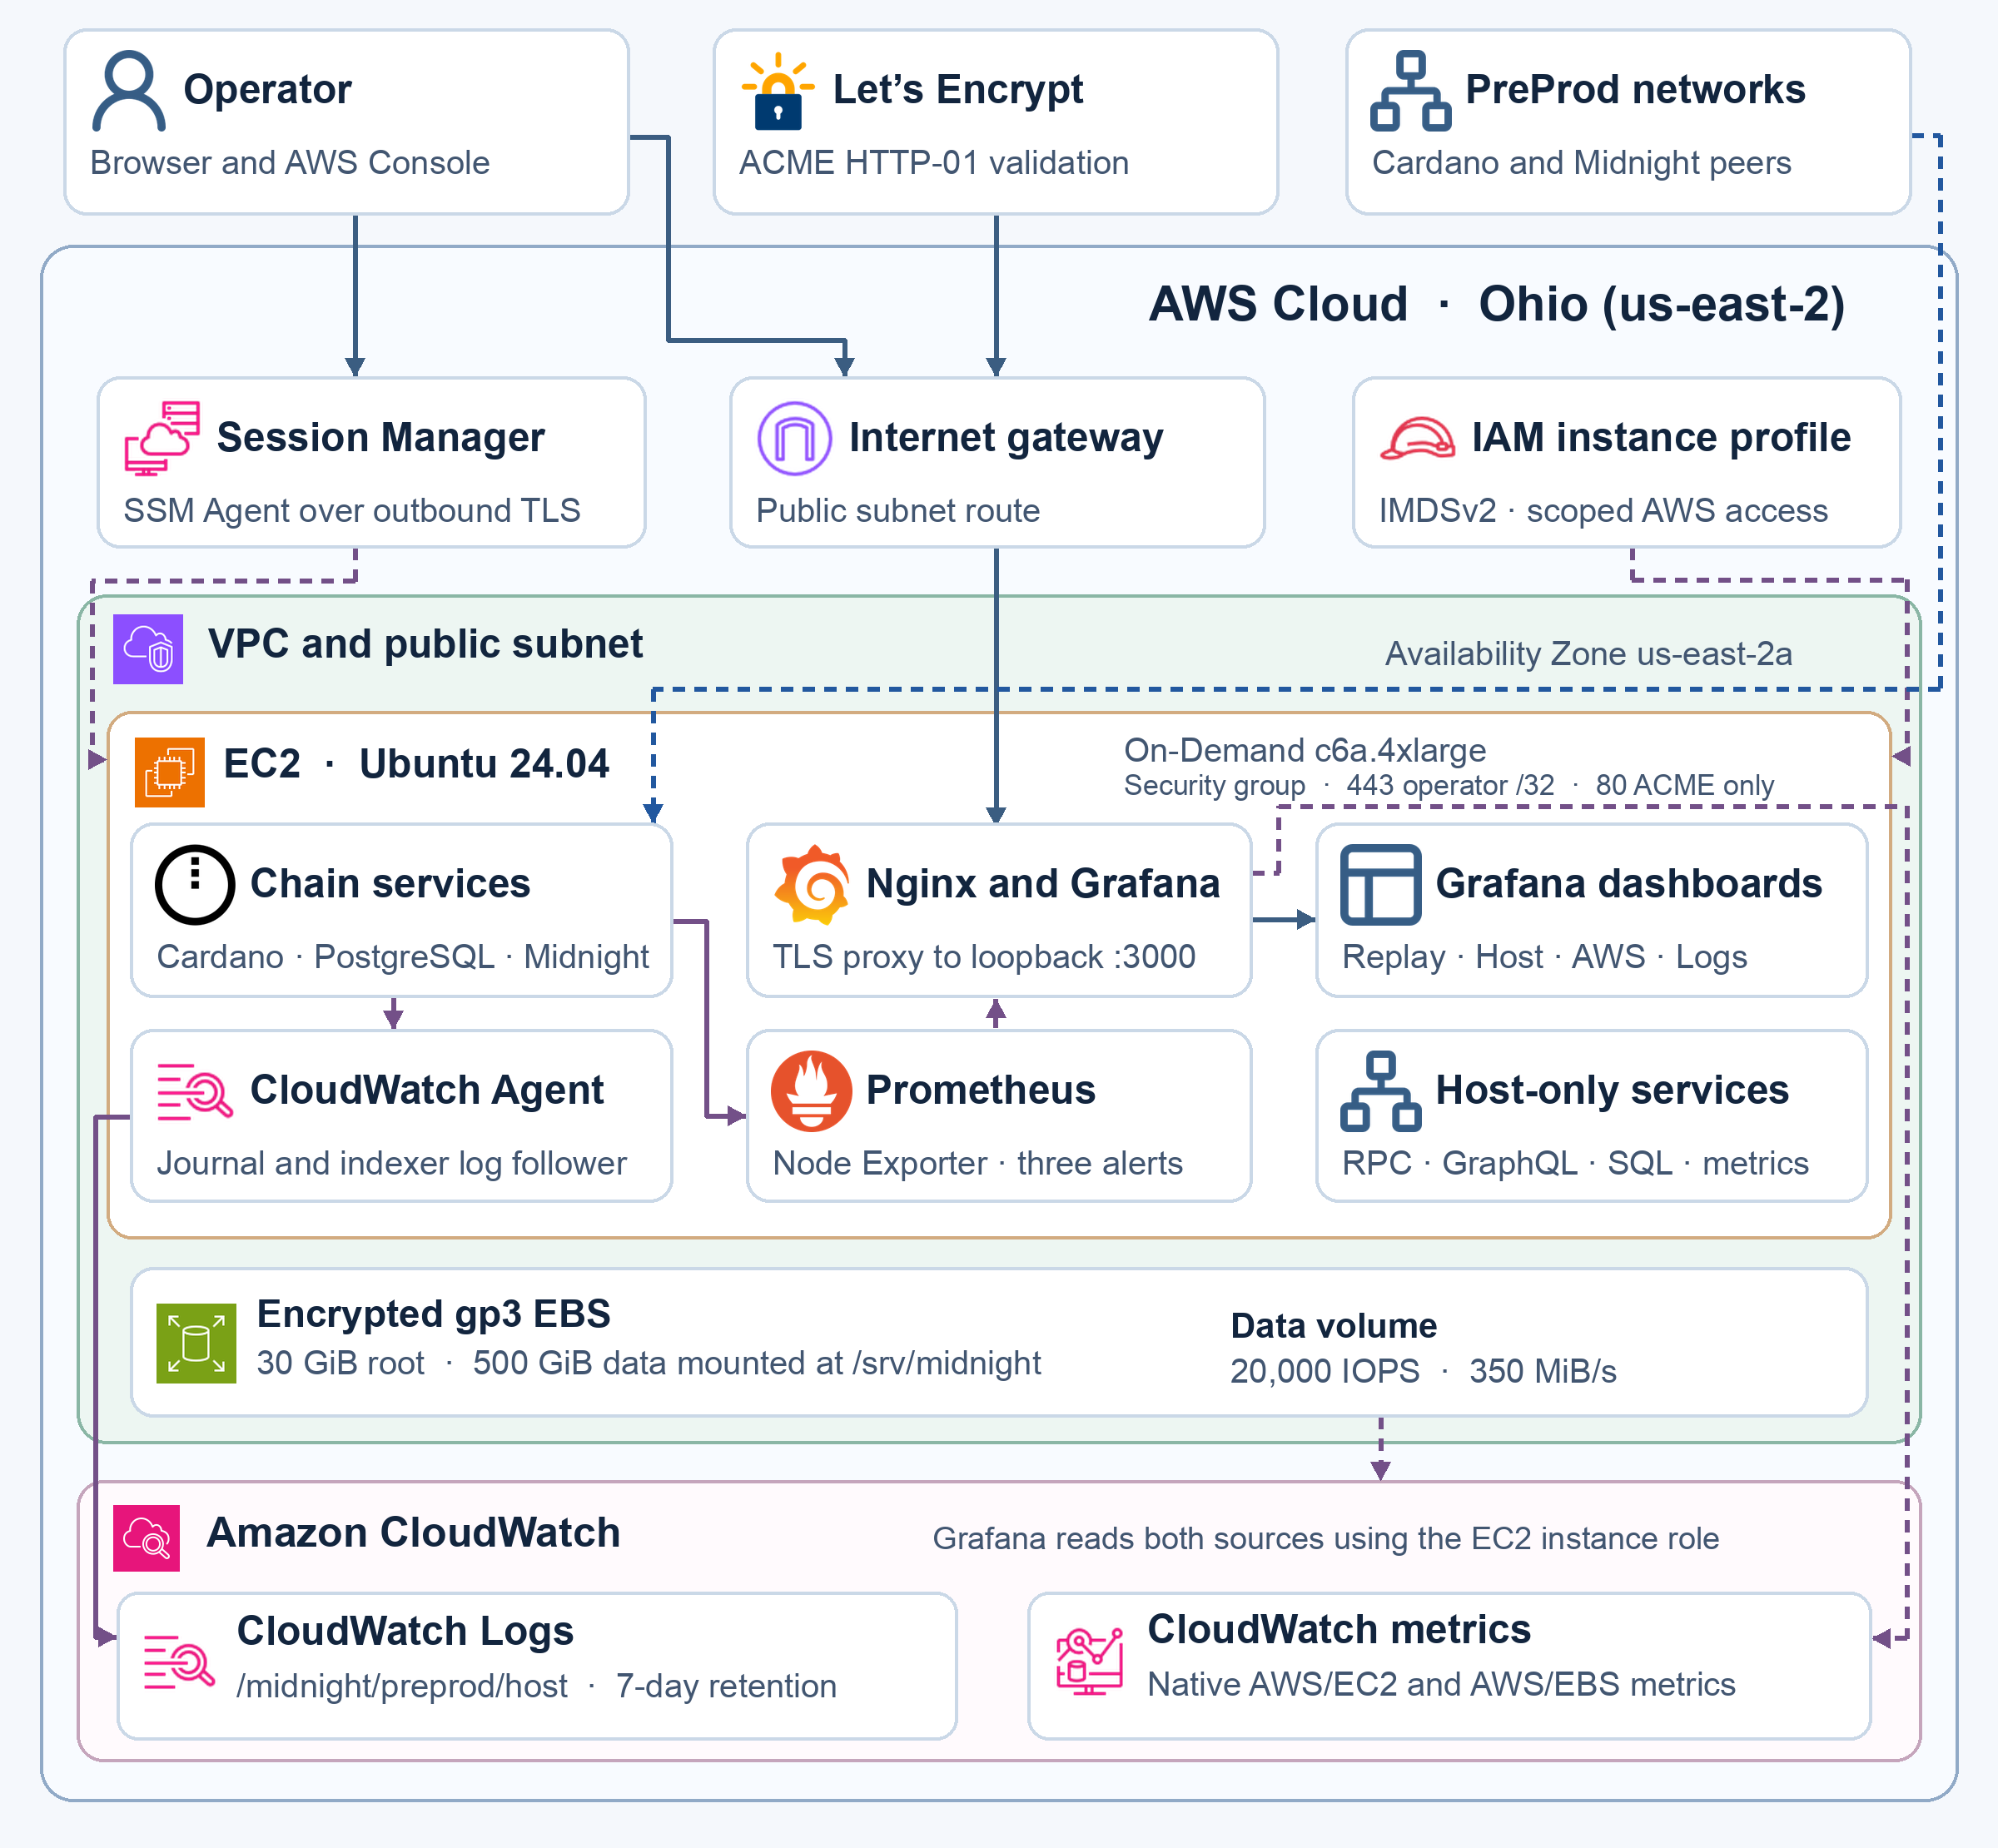 Operator
Browser and AWS Console
Let’s Encrypt
ACME HTTP-01 validation
PreProd networks
Cardano and Midnight peers
AWS Cloud · Ohio (us-east-2)
Session Manager
SSM Agent over outbound TLS
Internet gateway
Public subnet route
IAM instance profile
IMDSv2 · scoped AWS access
VPC and public subnet
Availability Zone us-east-2a
EC2 · Ubuntu 24.04
On-Demand c6a.4xlarge
Security group · 443 operator /32 · 80 ACME only
Chain services
Cardano · PostgreSQL · Midnight
Nginx and Grafana
TLS proxy to loopback :3000
Grafana dashboards
Replay · Host · AWS · Logs
CloudWatch Agent
Journal and indexer log follower
Prometheus
Node Exporter · three alerts
Host-only services
RPC · GraphQL · SQL · metrics
Encrypted gp3 EBS
30 GiB root · 500 GiB data mounted at /srv/midnight
Data volume
20,000 IOPS · 350 MiB/s
Amazon CloudWatch
Grafana reads both sources using the EC2 instance role
CloudWatch Logs
/midnight/preprod/host · 7-day retention
CloudWatch metrics
Native AWS/EC2 and AWS/EBS metrics